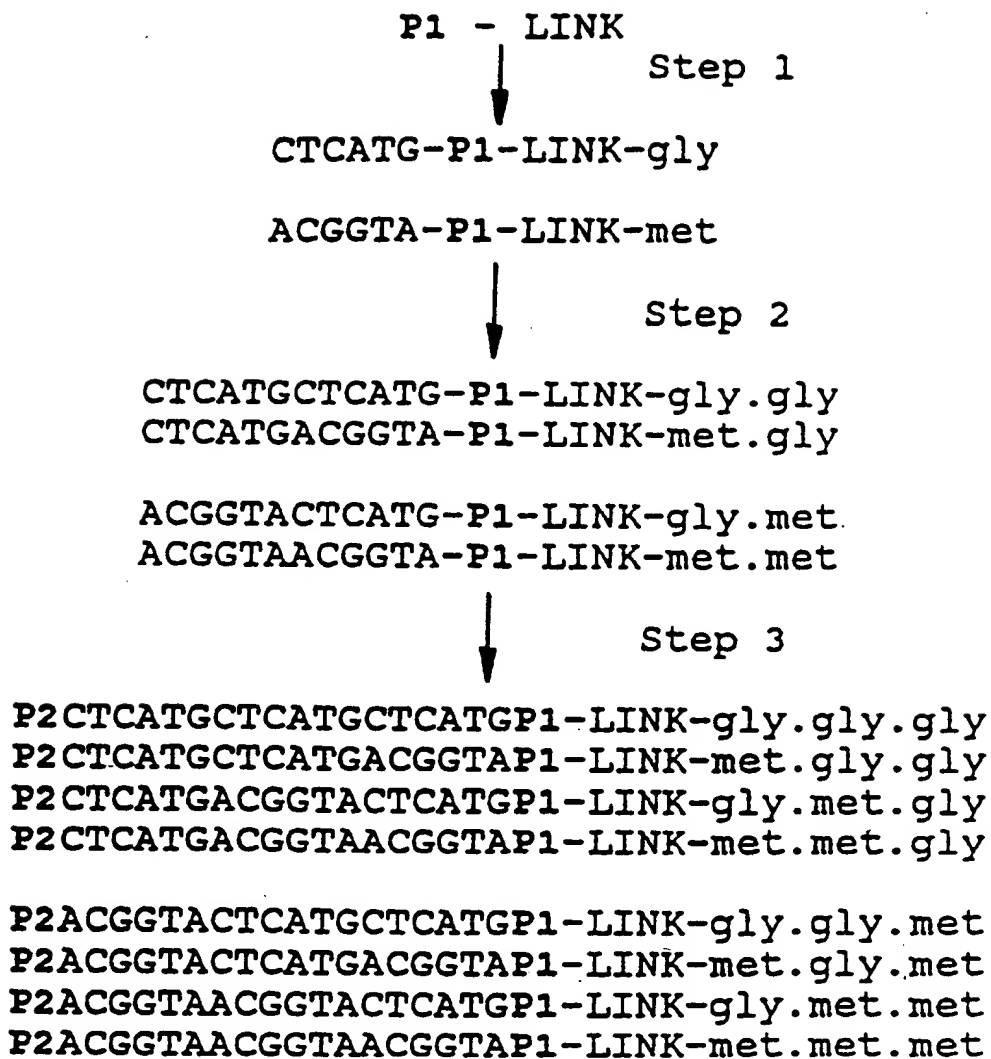 P1 - LINK
Step 1
CTCATG-P1-LINK-gly
ACGGTA-P1-LINK-met
Step 2
CTCATGCTCATG-P1-LINK-gly.gly
CTCATGACGGTA-P1-LINK-met.gly
ACGGTACTCATG-P1-LINK-gly.met
ACGGTAACGGTA-P1-LINK-met.met
Step 3
P2CTCATGCTCATGCTCATGP1-LINK-gly.gly.gly
P2CTCATGCTCATGACGGTAP1-LINK-met.gly.gly
P2CTCATGACGGTACTCATGP1-LINK-gly.met.gly
P2CTCATGACGGTAACGGTAP1-LINK-met.met.gly
P2ACGGTACTCATGCTCATGP1-LINK-gly.gly.met
P2ACGGTACTCATGACGGTAP1-LINK-met.gly.met
P2ACGGTAACGGTACTCATGP1-LINK-gly.met.met
P2ACGGTAACGGTAACGGTAP1-LINK-met.met.met